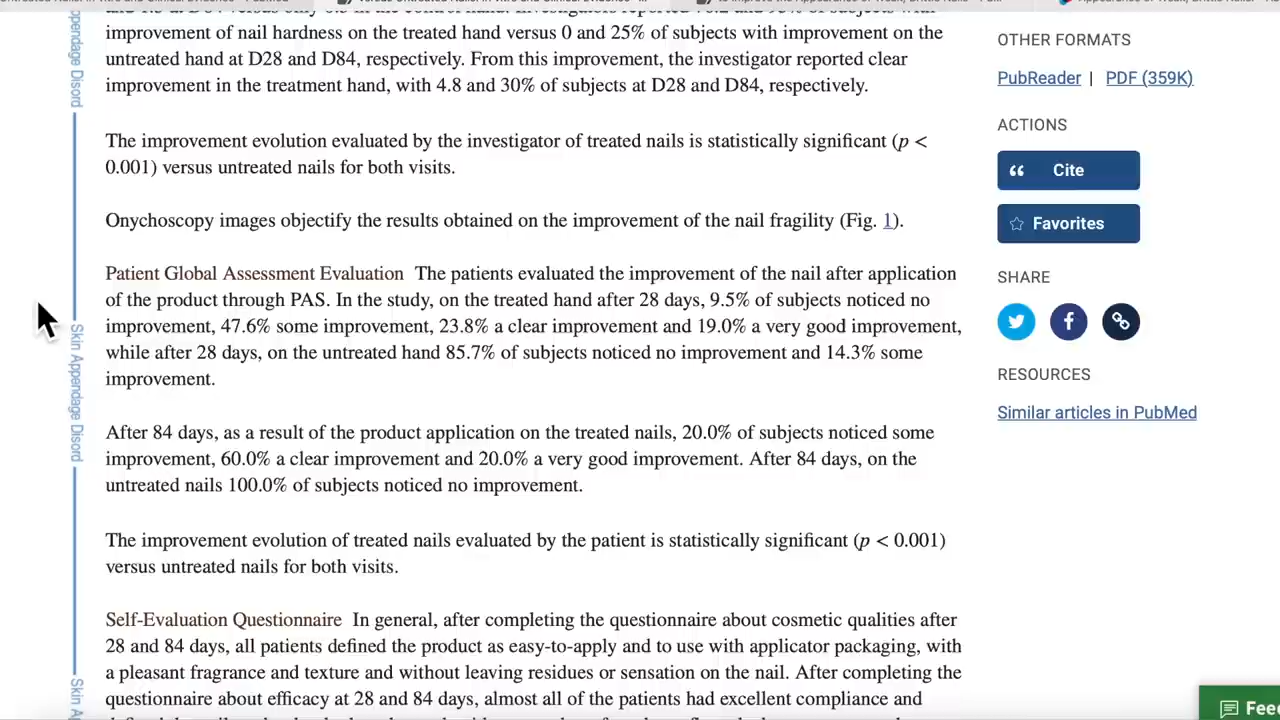 improvement of nail hardness on the treated hand versus 0 and 25% of subjects with improvement on the
untreated hand at D28 and D84, respectively. From this improvement, the investigator reported clear
improvement in the treatment hand, with 4.8 and 30% of subjects at D28 and D84, respectively.
The improvement evolution evaluated by the investigator of treated nails is statistically significant (p <
0.001) versus untreated nails for both visits.
Onychoscopy images objectify the results obtained on the improvement of the nail fragility (Fig. 1).
Patient Global Assessment Evaluation The patients evaluated the improvement of the nail after application
of the product through PAS. In the study, on the treated hand after 28 days, 9.5% of subjects noticed no
improvement, 47.6% some improvement, 23.8% a clear improvement and 19.0% a very good improvement,
while after 28 days, on the untreated hand 85.7% of subjects noticed no improvement and 14.3% some
improvement.
After 84 days, as a result of the product application on the treated nails, 20.0% of subjects noticed some
improvement, 60.0% a clear improvement and 20.0% a very good improvement. After 84 days, on the
untreated nails 100.0% of subjects noticed no improvement.
The improvement evolution of treated nails evaluated by the patient is statistically significant (p < 0.001)
versus untreated nails for both visits.
Self-Evaluation Questionnaire In general, after completing the questionnaire about cosmetic qualities after
28 and 84 days, all patients defined the product as easy-to-apply and to use with applicator packaging, with
a pleasant fragrance and texture and without leaving residues or sensation on the nail. After completing the
questionnaire about efficacy at 28 and 84 days, almost all of the patients had excellent compliance and
Disord
Skin Appendage Disord
Skin
OTHER FORMATS
PubReader | PDF (359K)
ACTIONS
Cite
Favorites
SHARE
RESOURCES
Similar articles in PubMed